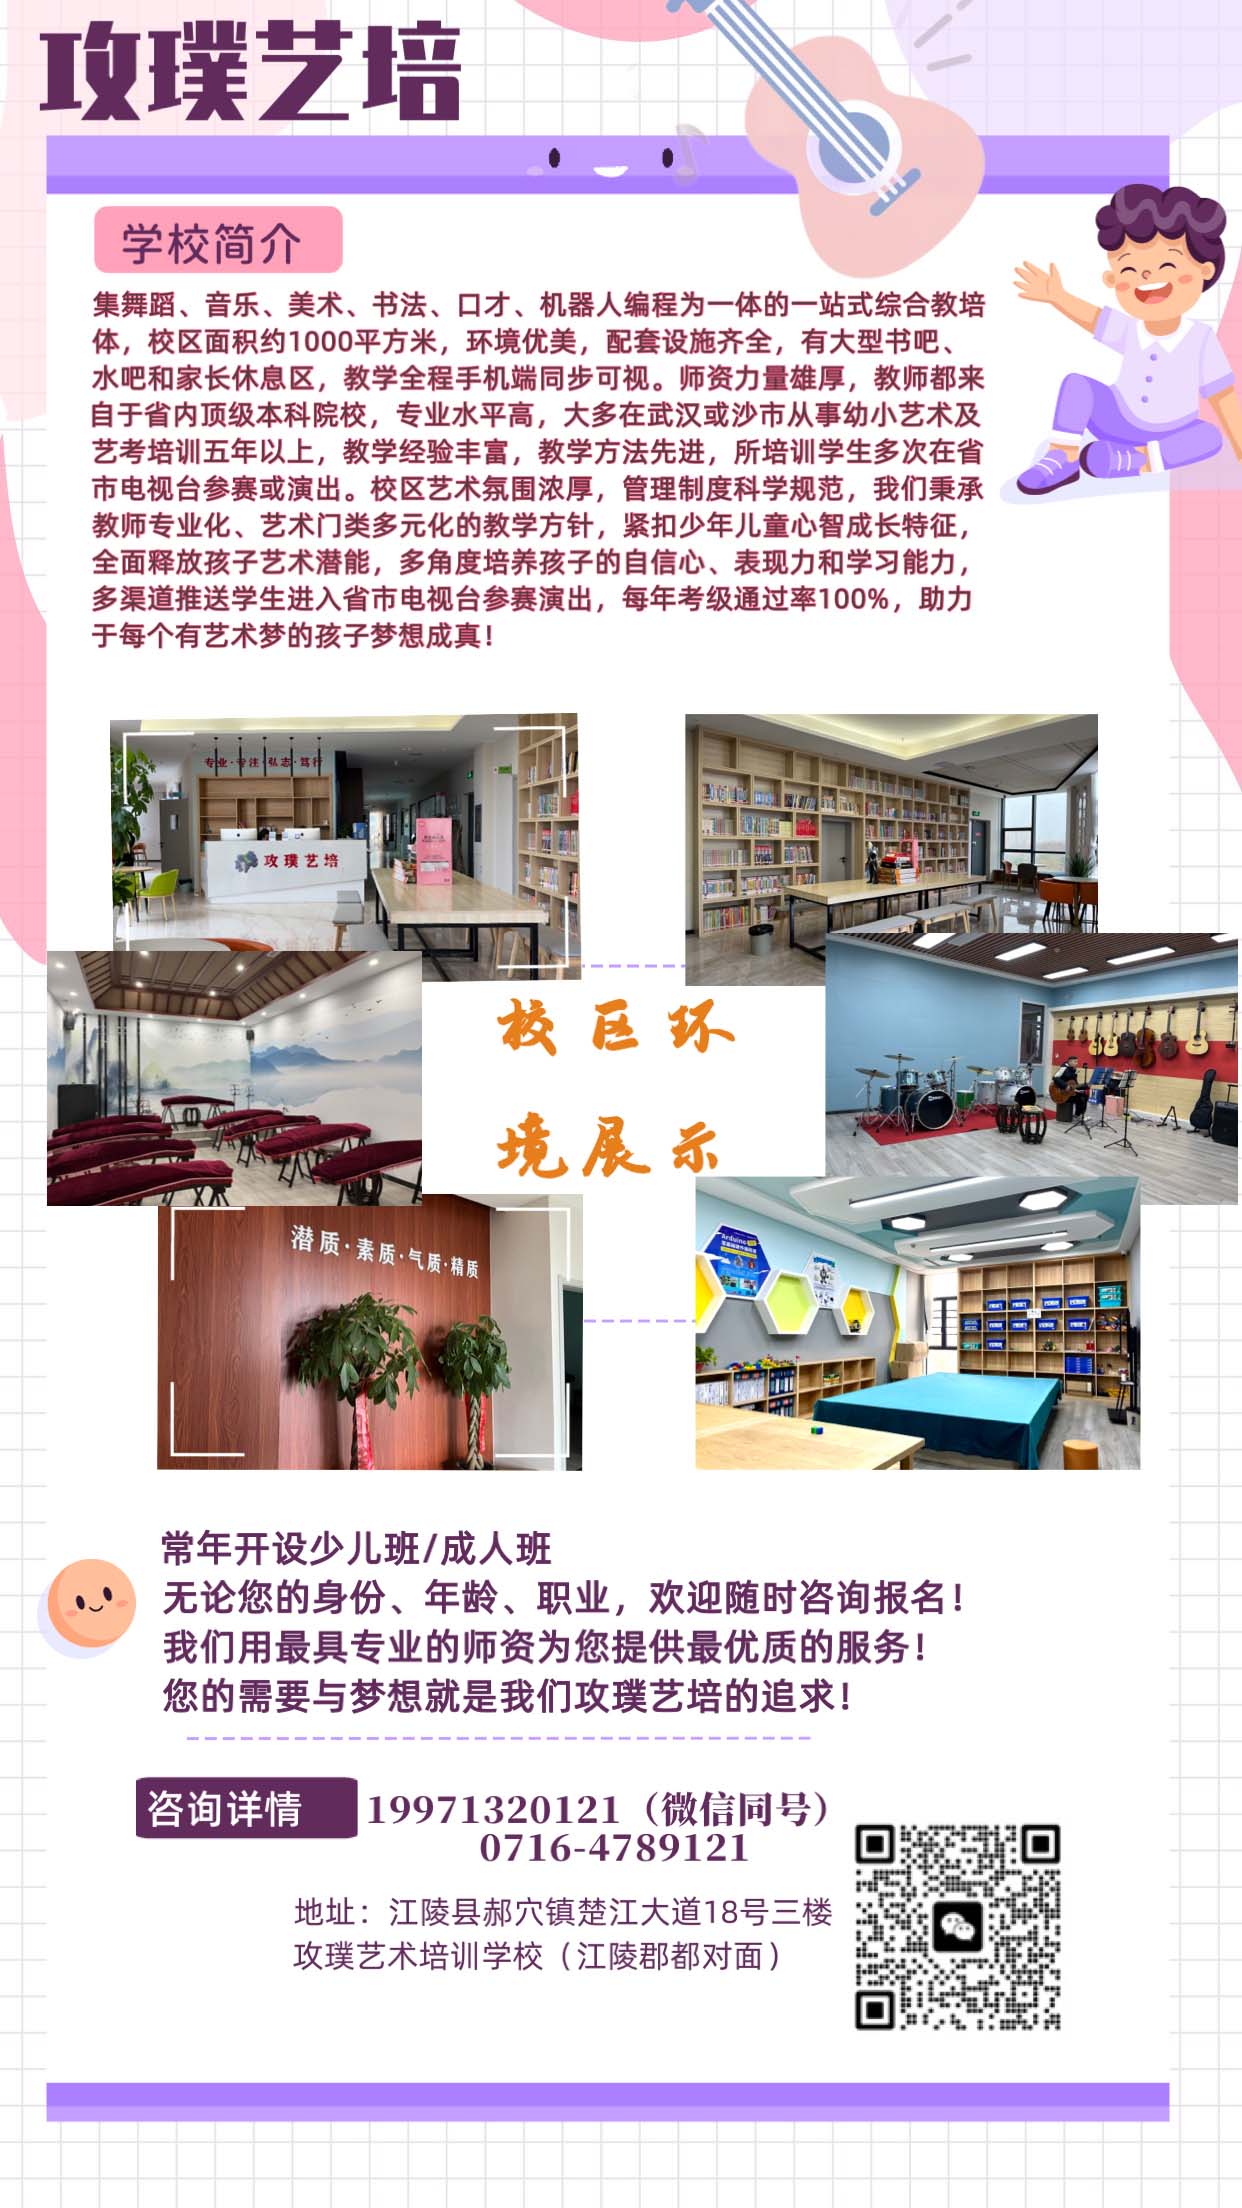 攻璞艺培
学校简介
集舞蹈、音乐、美术、书法、口才、机器人编程为一体的一站式综合教培
体，校区面积约1000平方米，环境优美，配套设施齐全，有大型书吧、
水吧和家长休息区，教学全程手机端同步可视。师资力量雄厚，教师都来
自于省内顶级本科院校，专业水平高，大多在武汉或沙市从事幼小艺术及
艺考培训五年以上，教学经验丰富，教学方法先进，所培训学生多次在省
市电视台参赛或演出。校区艺术氛围浓厚，管理制度科学规范，我们秉承
教师专业化、艺术门类多元化的教学方针，紧扣少年儿童心智成长特征，
全面释放孩子艺术潜能，多角度培养孩子的自信心、表现力和学习能力，
多渠道推送学生进入省市电视台参赛演出，每年考级通过率100%，助力
于每个有艺术梦的孩子梦想成真！
专业·专注·弘志·笃行
攻璞艺培
校区环
境展示
潜质·素质·气质·精质
Arduino
常年开设少儿班/成人班
无论您的身份、年龄、职业，欢迎随时咨询报名！
我们用最具专业的师资为您提供最优质的服务！
您的需要与梦想就是我们攻璞艺培的追求！
咨询详情
19971320121（微信同号）
0716-4789121
地址：江陵县郝穴镇楚江大道18号三楼
攻璞艺术培训学校（江陵郡都对面）